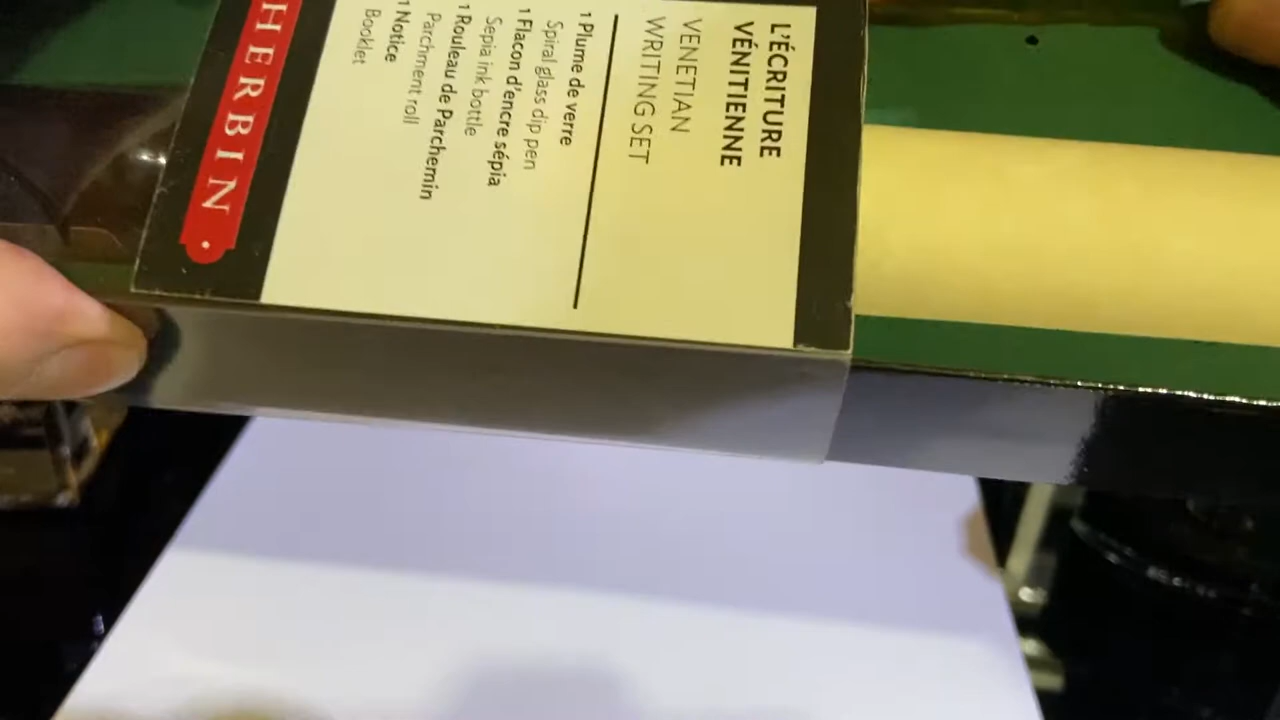 L'ÉCRITURE
VÉNITIENNE
VENETIAN
WRITING SET
1 Plume de verre
Spiral glass dip pen
1 Flacon d'encre sépia
Sepia ink bottle
1 Rouleau de Parchemin
Parchment roll
1 Notice
Booklet
HERBIN